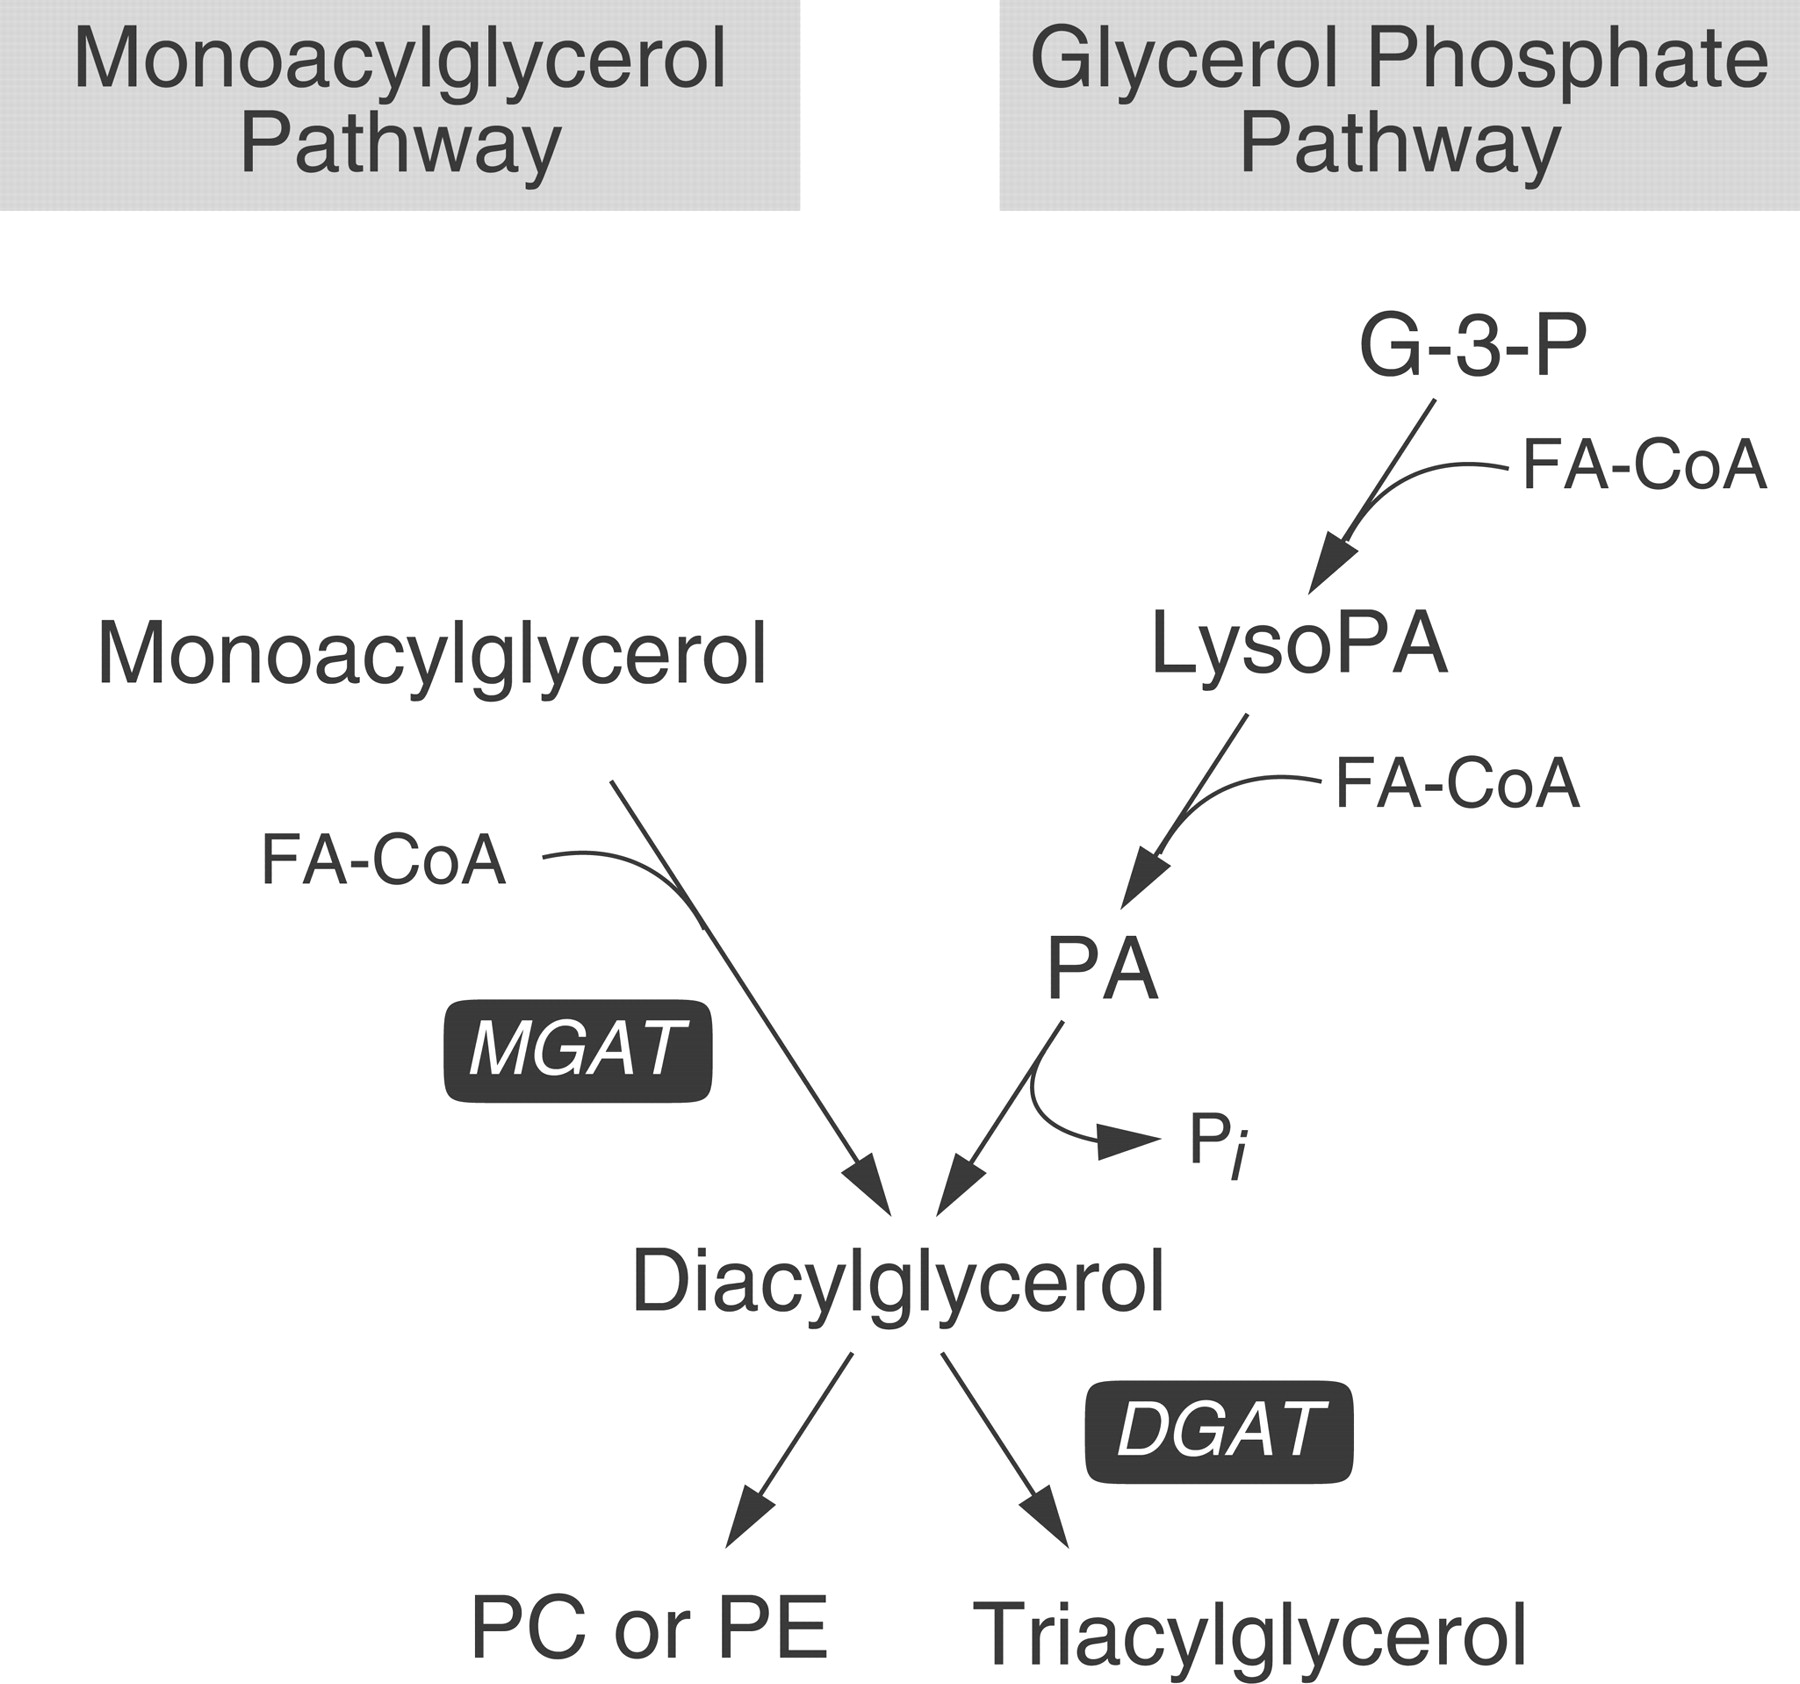 Monoacylglycerol
Pathway
Glycerol Phosphate
Pathway
G-3-P
FA-CoA
LysoPA
Monoacylglycerol
FA-CoA
FA-CoA
PA
MGAT
Pi
Diacylglycerol
DGAT
PC or PE
Triacylglycerol